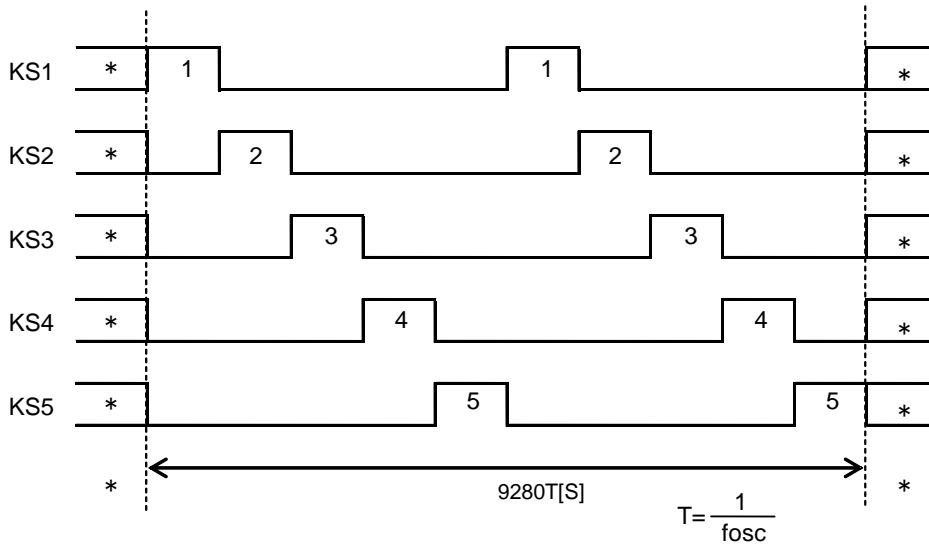 KS1 * 1 1 *
KS2 * 2 2 *
KS3 * 3 3 *
KS4 * 4 4 *
KS5 * 5 5 *
* 9280T[S] *
T= 1
fosc